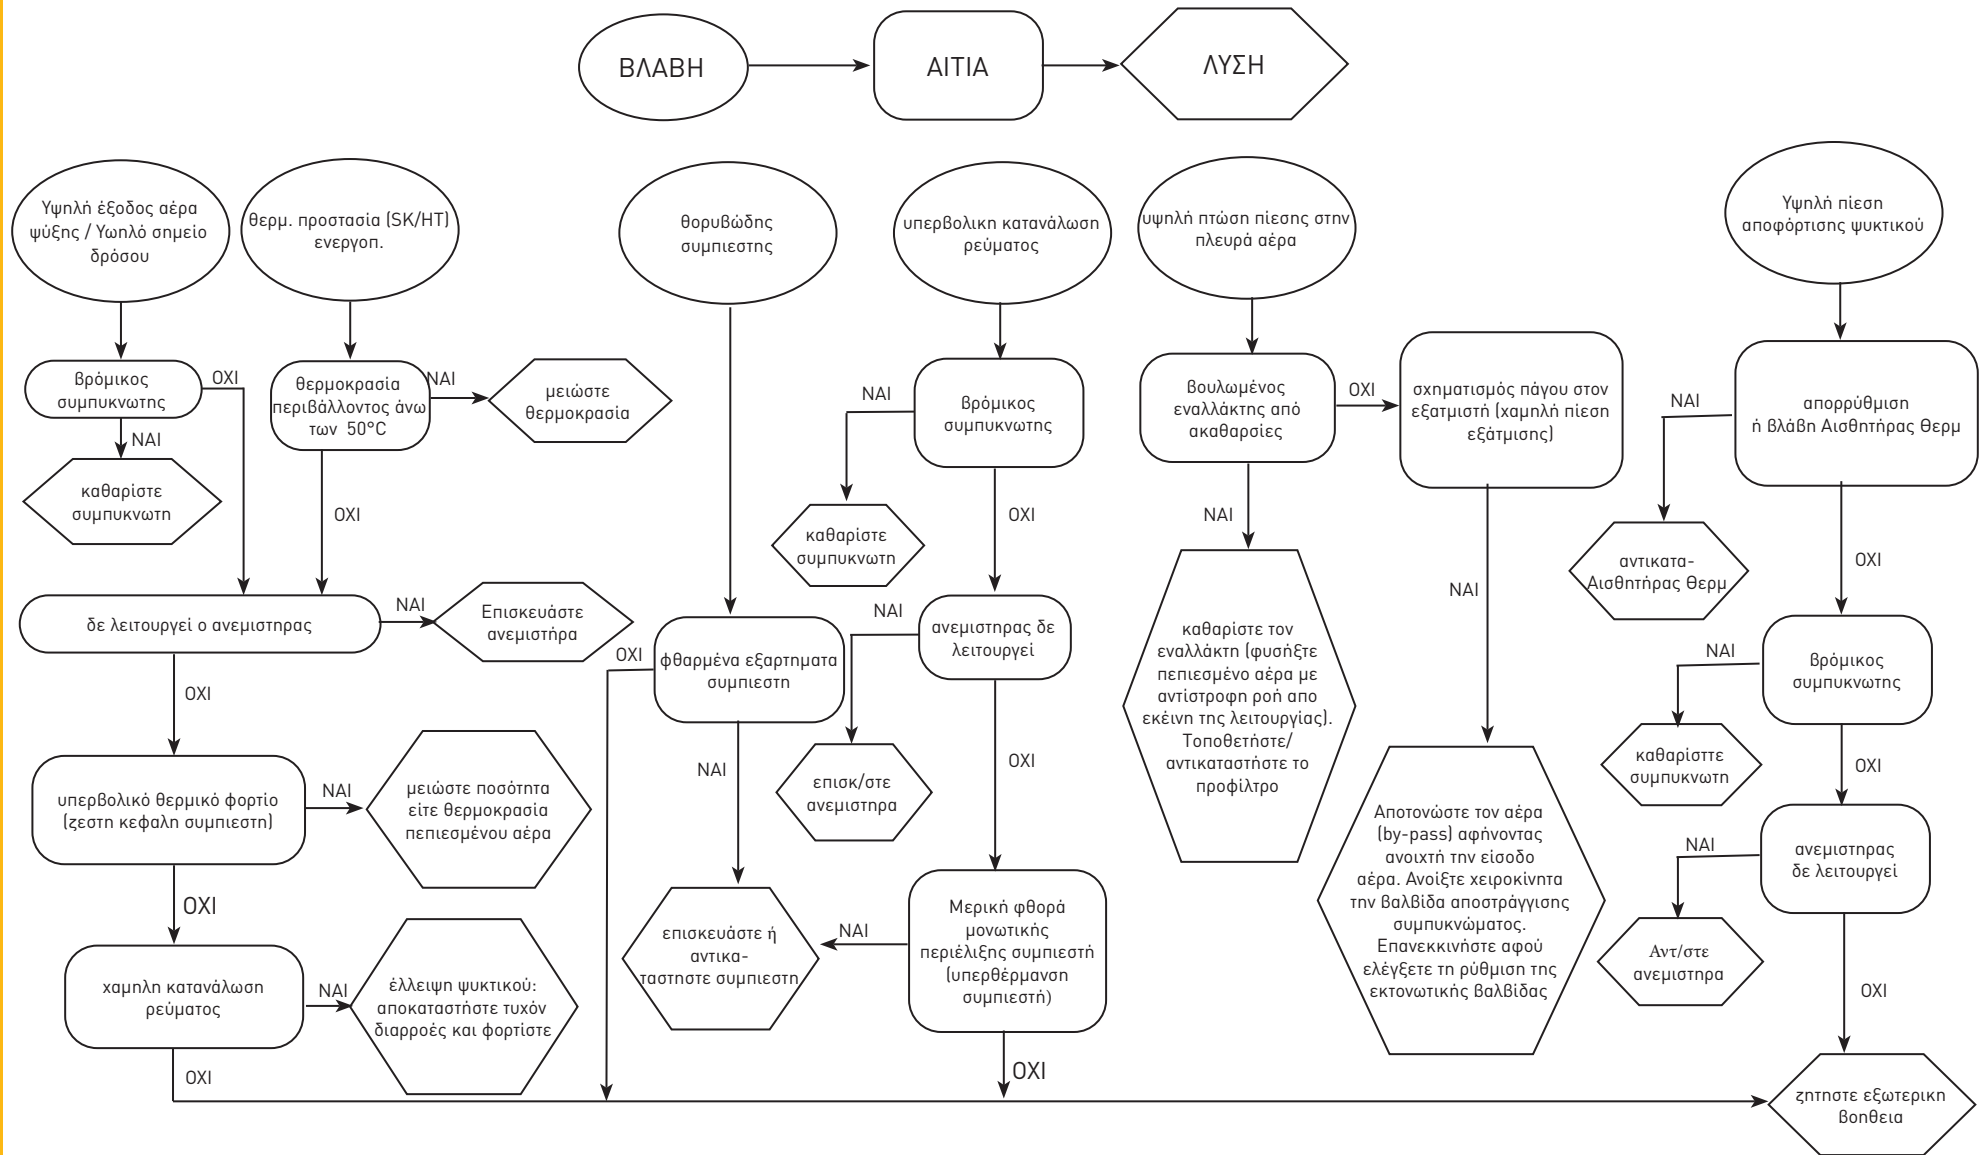 ΒΛΑΒΗ
ΑΙΤΙΑ
ΛΥΣΗ
Υψηλή έξοδος αέρα
ψύξης / Υωηλό σημείο
δρόσου
θερμ. προστασία (SK/HT)
ενεργοπ.
θορυβώδης
συμπιεστης
υπερβολικη κατανάλωση
ρεύματος
υψηλή πτώση πίεσης στην
πλευρά αέρα
Υψηλή πίεση
αποφόρτισης ψυκτικού
βρόμικος
συμπυκνωτης
ΟΧΙ
ΝΑΙ
καθαρίστε
συμπυκνωτη
θερμοκρασία
περιβάλλοντος άνω
των 50°C
ΝΑΙ
μειώστε
θερμοκρασία
ΟΧΙ
δε λειτουργεί ο ανεμιστηρας
ΝΑΙ
Επισκευάστε
ανεμιστήρα
ΟΧΙ
υπερβολικό θερμικό φορτίο
(ζεστη κεφαλη συμπιεστη)
ΝΑΙ
μειώστε ποσότητα
είτε θερμοκρασία
πεπιεσμένου αέρα
ΟΧΙ
χαμηλη κατανάλωση
ρεύματος
ΝΑΙ
έλλειψη ψυκτικού:
αποκαταστήστε τυχόν
διαρροές και φορτίστε
ΟΧΙ
φθαρμένα εξαρτηματα
συμπιεστη
ΟΧΙ
ΝΑΙ
επισκευάστε ή
αντικα-
ταστηστε συμπιεστη
βρόμικος
συμπυκνωτης
ΝΑΙ
καθαρίστε
συμπυκνωτη
ΟΧΙ
ανεμιστηρας δε
λειτουργεί
ΝΑΙ
επισκ/στε
ανεμιστηρα
ΟΧΙ
Μερική φθορά
μονωτικής
περιέλιξης συμπιεστή
(υπερθέρμανση
συμπιεστή)
ΝΑΙ
ΟΧΙ
βουλωμένος
εναλλάκτης από
ακαθαρσίες
ΟΧΙ
ΝΑΙ
καθαρίστε τον
εναλλάκτη (φυσήξτε
πεπιεσμένο αέρα με
αντίστροφη ροή απο
εκέινη της λειτουργίας).
Τοποθετήστε/
αντικαταστήστε το
προφίλτρο
σχηματισμός πάγου στον
εξατμιστή (χαμηλή πίεση
εξάτμισης)
ΝΑΙ
Αποτονώστε τον αέρα
(by-pass) αφήνοντας
ανοιχτή την είσοδο
αέρα. Ανοίξτε χειροκίνητα
την βαλβίδα αποστράγγισης
συμπυκνώματος.
Επανεκκινήστε αφού
ελέγξετε τη ρύθμιση της
εκτονωτικής βαλβίδας
απορρύθμιση
ή βλάβη Αισθητήρας Θερμ
ΝΑΙ
αντικατα-
Αισθητήρας Θερμ
ΟΧΙ
βρόμικος
συμπυκνωτης
ΝΑΙ
καθαρίσττε
συμπυκνωτη
ΟΧΙ
ανεμιστηρας
δε λειτουργεί
ΝΑΙ
Αντ/στε
ανεμιστηρα
ΟΧΙ
ζητηστε εξωτερικη
βοηθεια